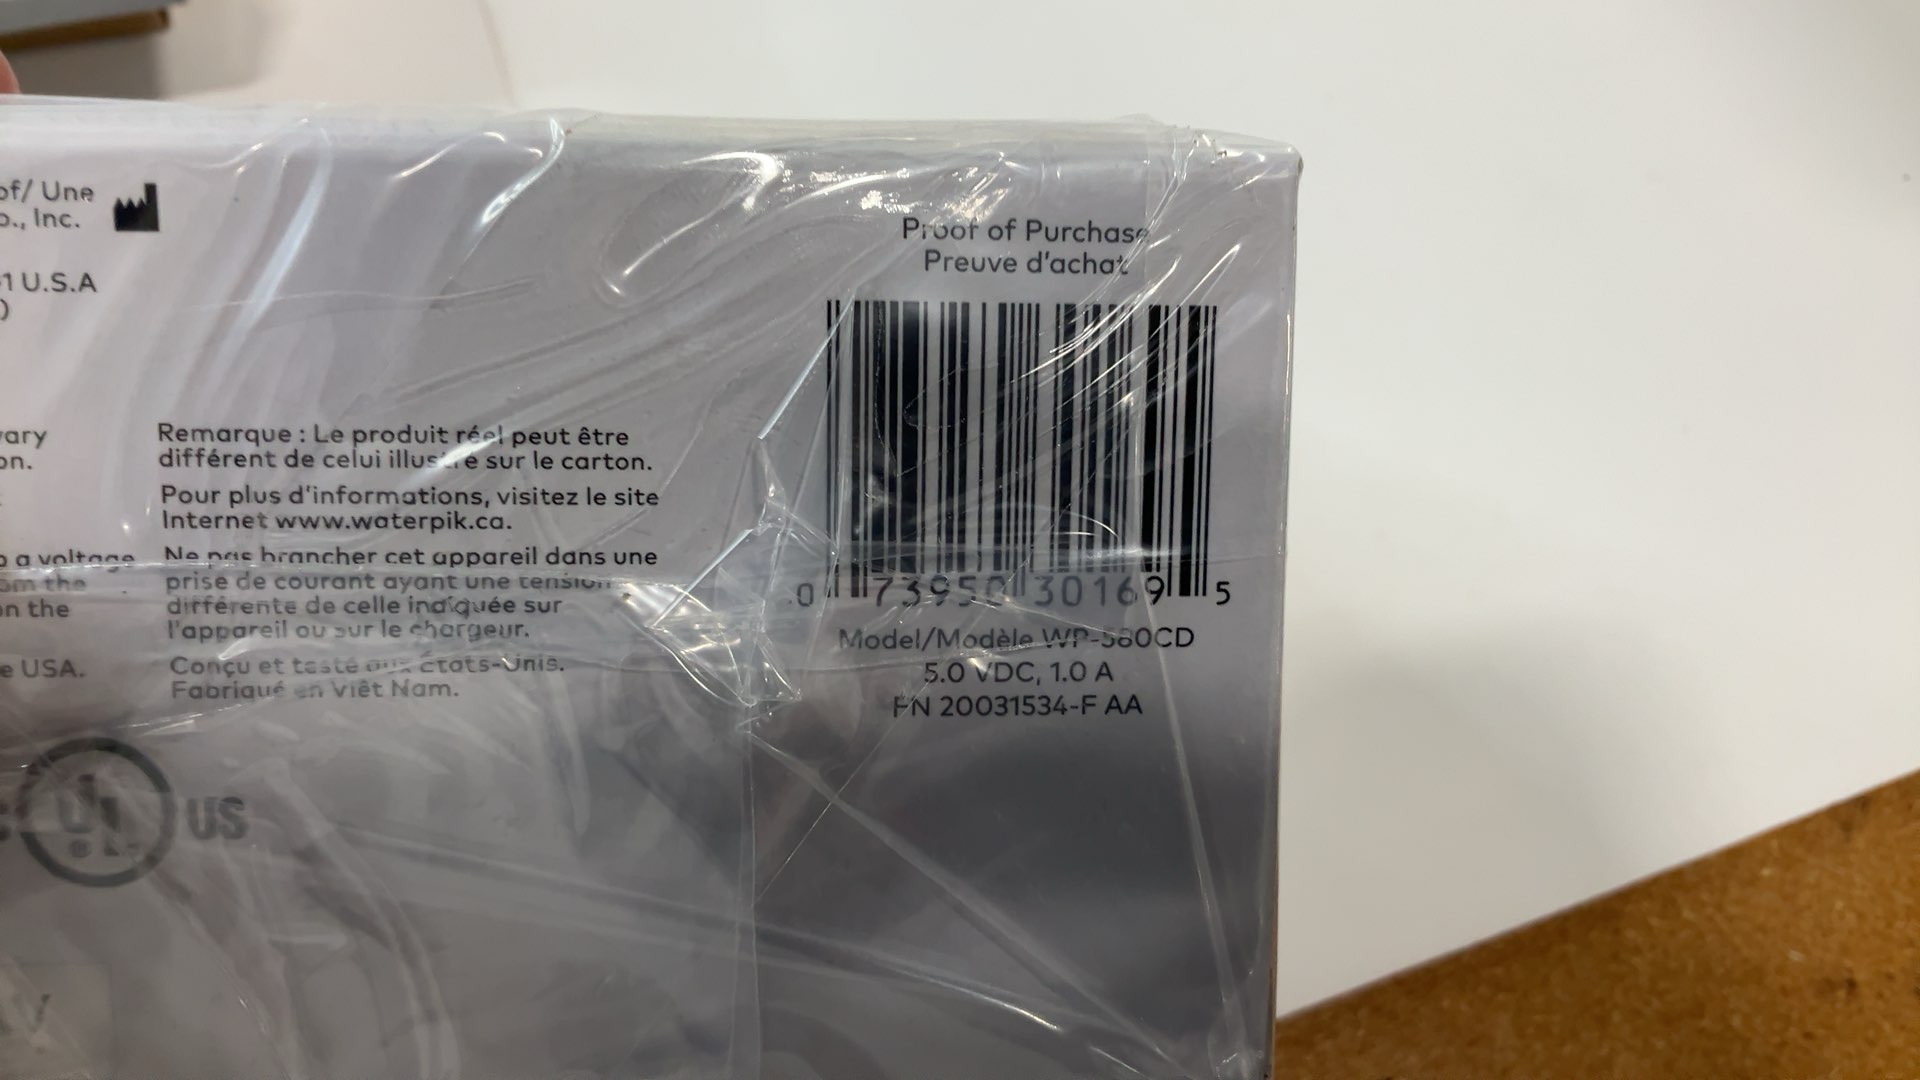 of/ Une
o., Inc.
1 U.S.A
)
Proof of Purchase
Preuve d'achat
vary
on.
Remarque : Le produit réel peut être
différent de celui illustré sur le carton.
Pour plus d'informations, visitez le site
Internet www.waterpik.ca.
o a voltage
om the
on the
Ne pas brancher cet appareil dans une
prise de courant ayant une tension
différente de celle indiquée sur
l'appareil ou sur le chargeur.
e USA.
Conçu et testé aux États-Unis.
Fabriqué en Viêt Nam.
0 73950 30169 5
Model/Modèle WP-580CD
5.0 VDC, 1.0 A
FN 20031534-F AA
c UL US